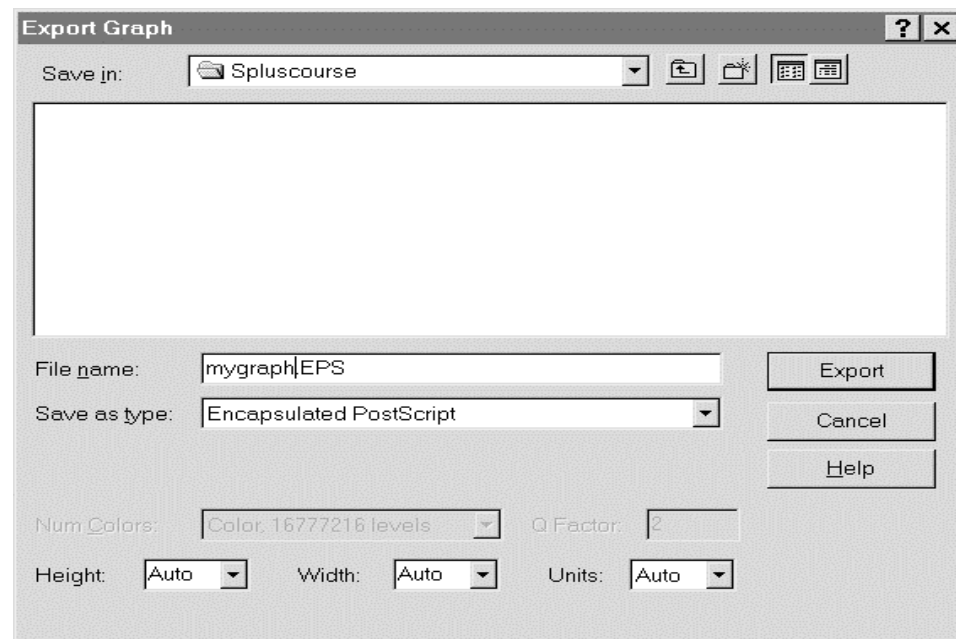 Export Graph
Save in: Spluscourse
File name: mygraph.EPS Export
Save as type: Encapsulated PostScript Cancel
Help
Num Colors: Color, 16777216 levels Q Factor: 2
Height: Auto Width: Auto Units: Auto